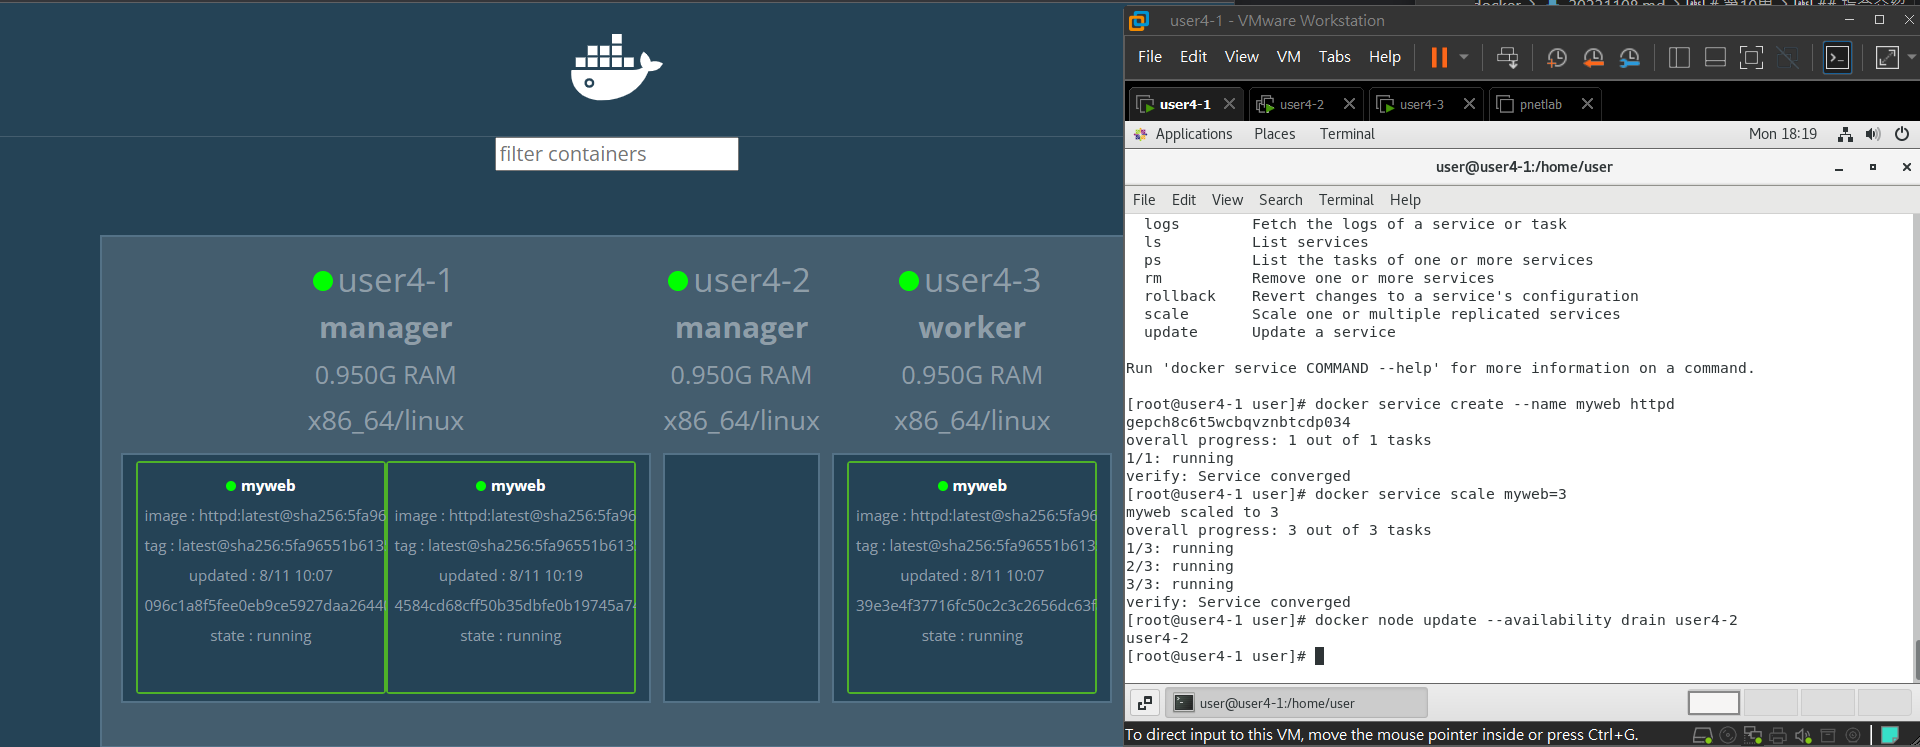 filter containers
user4-1
manager
0.950G RAM
x86_64/linux
user4-2
manager
0.950G RAM
x86_64/linux
user4-3
worker
0.950G RAM
x86_64/linux
myweb
image : httpd:latest@sha256:5fa96
tag : latest@sha256:5fa96551b613
updated : 8/11 10:07
096c1a8f5fee0eb9ce5927daa2644
state : running
myweb
image : httpd:latest@sha256:5fa96
tag : latest@sha256:5fa96551b613
updated : 8/11 10:19
4584cd68cff50b35dbfe0b19745a7
state : running
myweb
image : httpd:latest@sha256:5fa96
tag : latest@sha256:5fa96551b613
updated : 8/11 10:07
39e3e4f37716fc50c2c3c2656dc63f
state : running
user4-1 - VMware Workstation
File Edit View VM Tabs Help
user4-1 user4-2 user4-3 pnetlab
Applications Places Terminal Mon 18:19
user@user4-1:/home/user
File Edit View Search Terminal Help
logs Fetch the logs of a service or task
ls List services
ps List the tasks of one or more services
rm Remove one or more services
rollback Revert changes to a service's configuration
scale Scale one or multiple replicated services
update Update a service
Run 'docker service COMMAND --help' for more information on a command.
[root@user4-1 user]# docker service create --name myweb httpd
gepch8c6t5wcbqvznbtcdp034
overall progress: 1 out of 1 tasks
1/1: running
verify: Service converged
[root@user4-1 user]# docker service scale myweb=3
myweb scaled to 3
overall progress: 3 out of 3 tasks
1/3: running
2/3: running
3/3: running
verify: Service converged
[root@user4-1 user]# docker node update --availability drain user4-2
user4-2
[root@user4-1 user]#
user@user4-1:/home/user
To direct input to this VM, move the mouse pointer inside or press Ctrl+G.